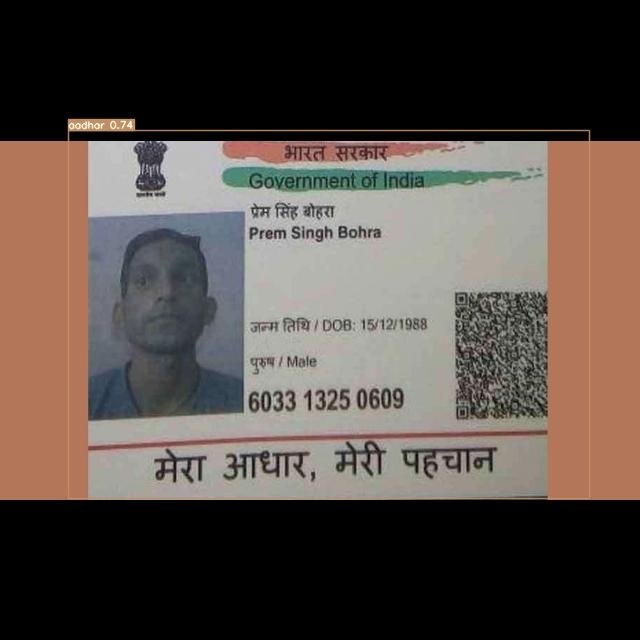 aadhar 0.74
भारत सरकार
Government of India
प्रेम सिंह बोहरा
Prem Singh Bohra
जन्म तिथि / DOB: 15/12/1988
पुरुष / Male
6033 1325 0609
मेरा आधार, मेरी पहचान